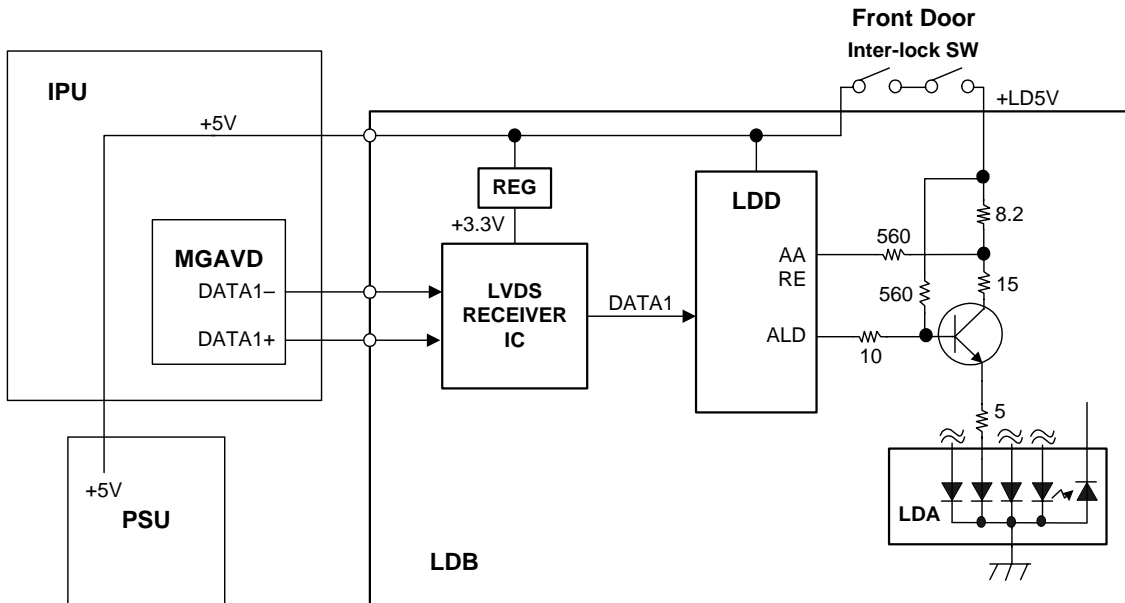 Front Door
Inter-lock SW
IPU
+5V
+LD5V
REG
LDD
8.2
+3.3V
560
MGAVD
AA
RE
DATA1–
LVDS
RECEIVER
IC
560
15
DATA1
DATA1+
ALD
10
5
+5V
PSU
LDA
LDB